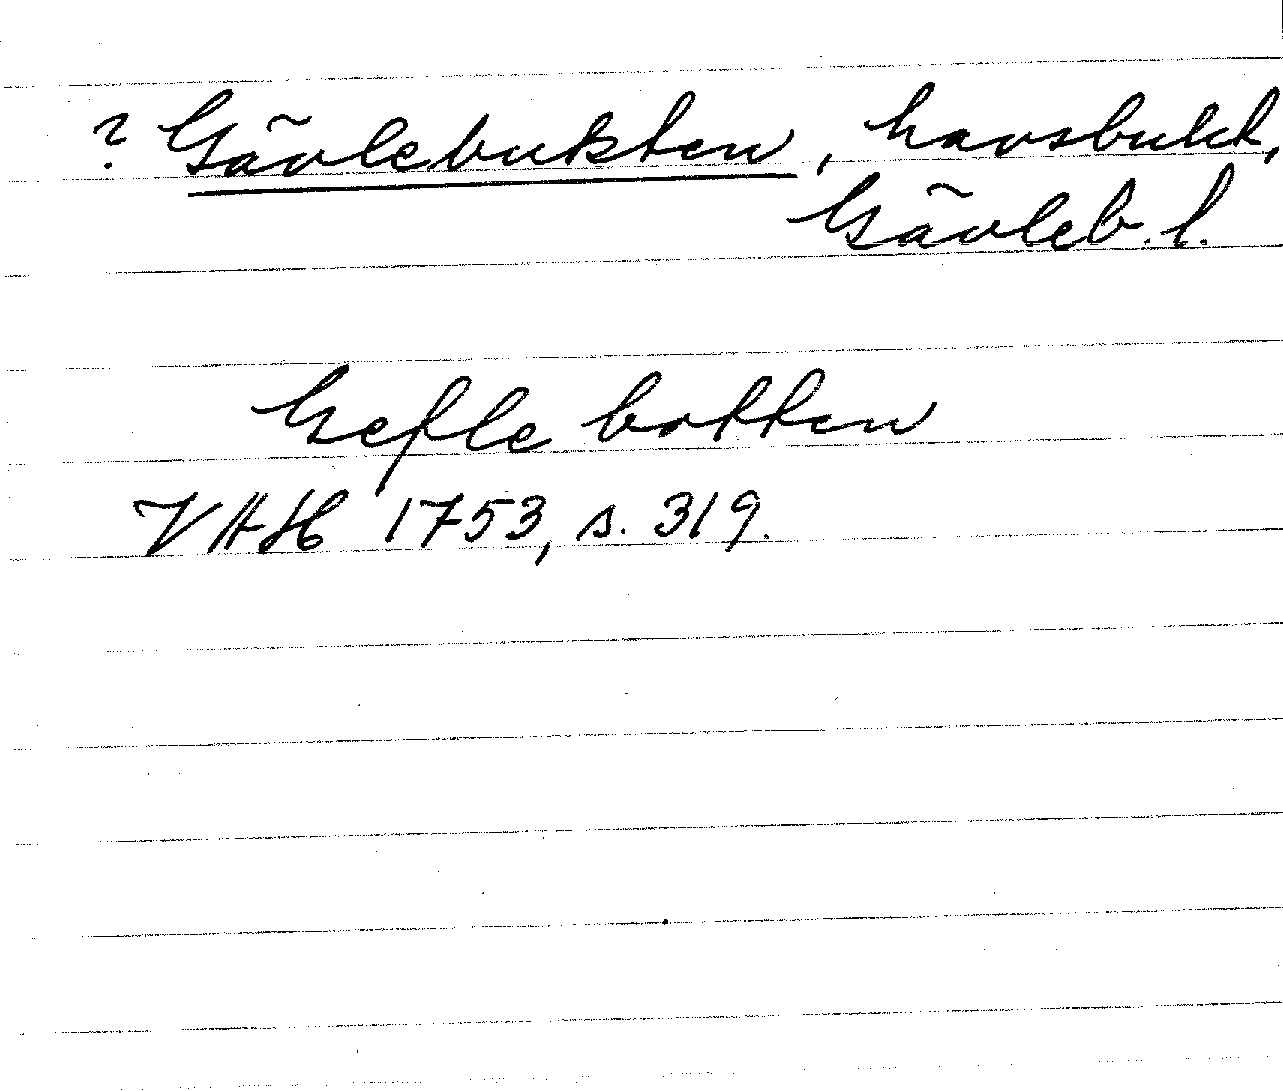 ? Gävlebukten, havsbukt,
Gävleb. l.
Gefle botten
VAH 1753, s. 319.